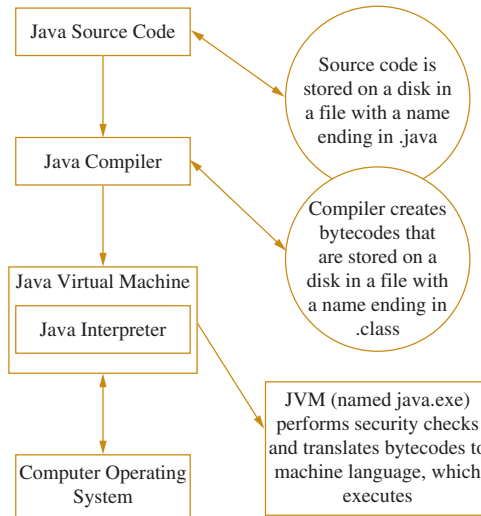 Java Source Code
Source code is
stored on a disk in
a file with a name
ending in .java
Java Compiler
Compiler creates
bytecodes that
are stored on a
disk in a file with
a name ending in
.class
Java Virtual Machine
Java Interpreter
JVM (named java.exe)
performs security checks
and translates bytecodes to
machine language, which
executes
Computer Operating
System